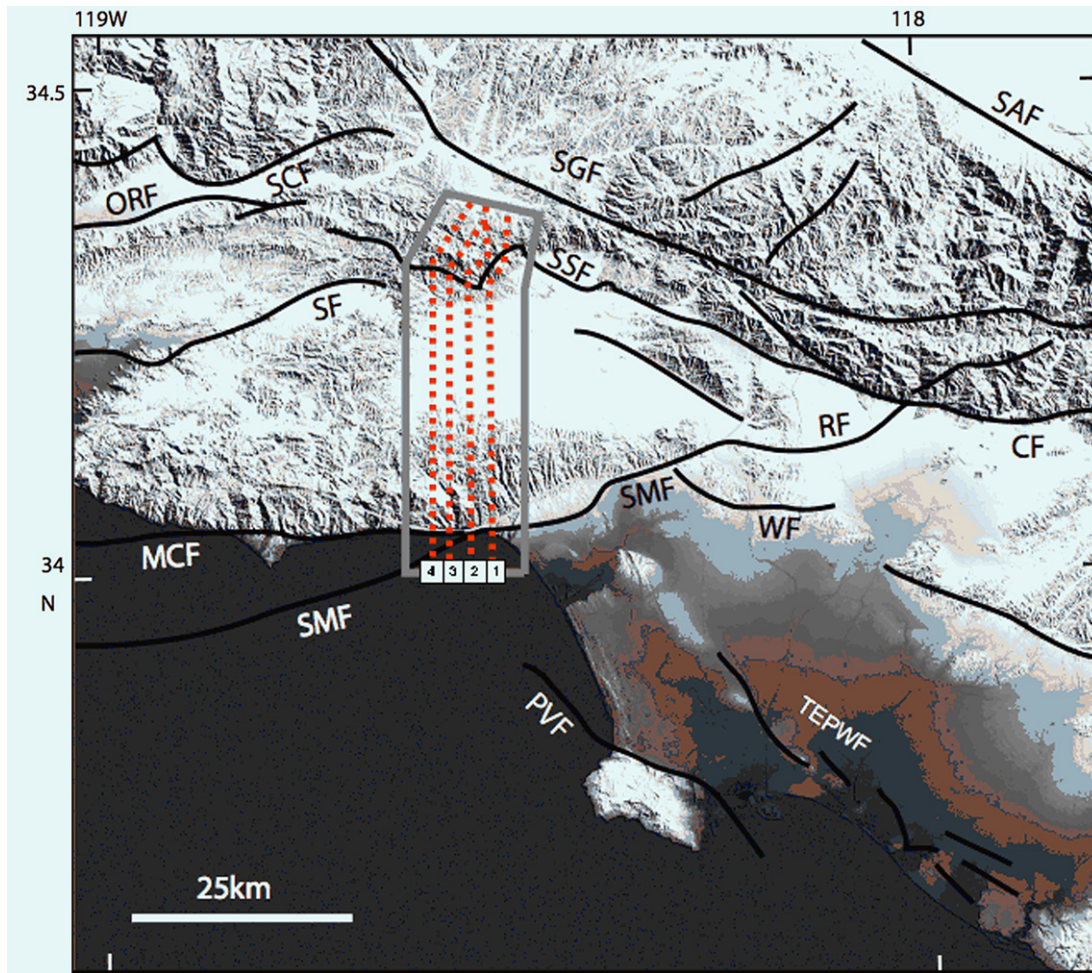 119W
118
34.5
SAF
SGF
SCF
ORF
SSF
SF
RF
CF
SMF
WF
MCF
34
4 3 2 1
N
SMF
PVF
TEPWF
25km